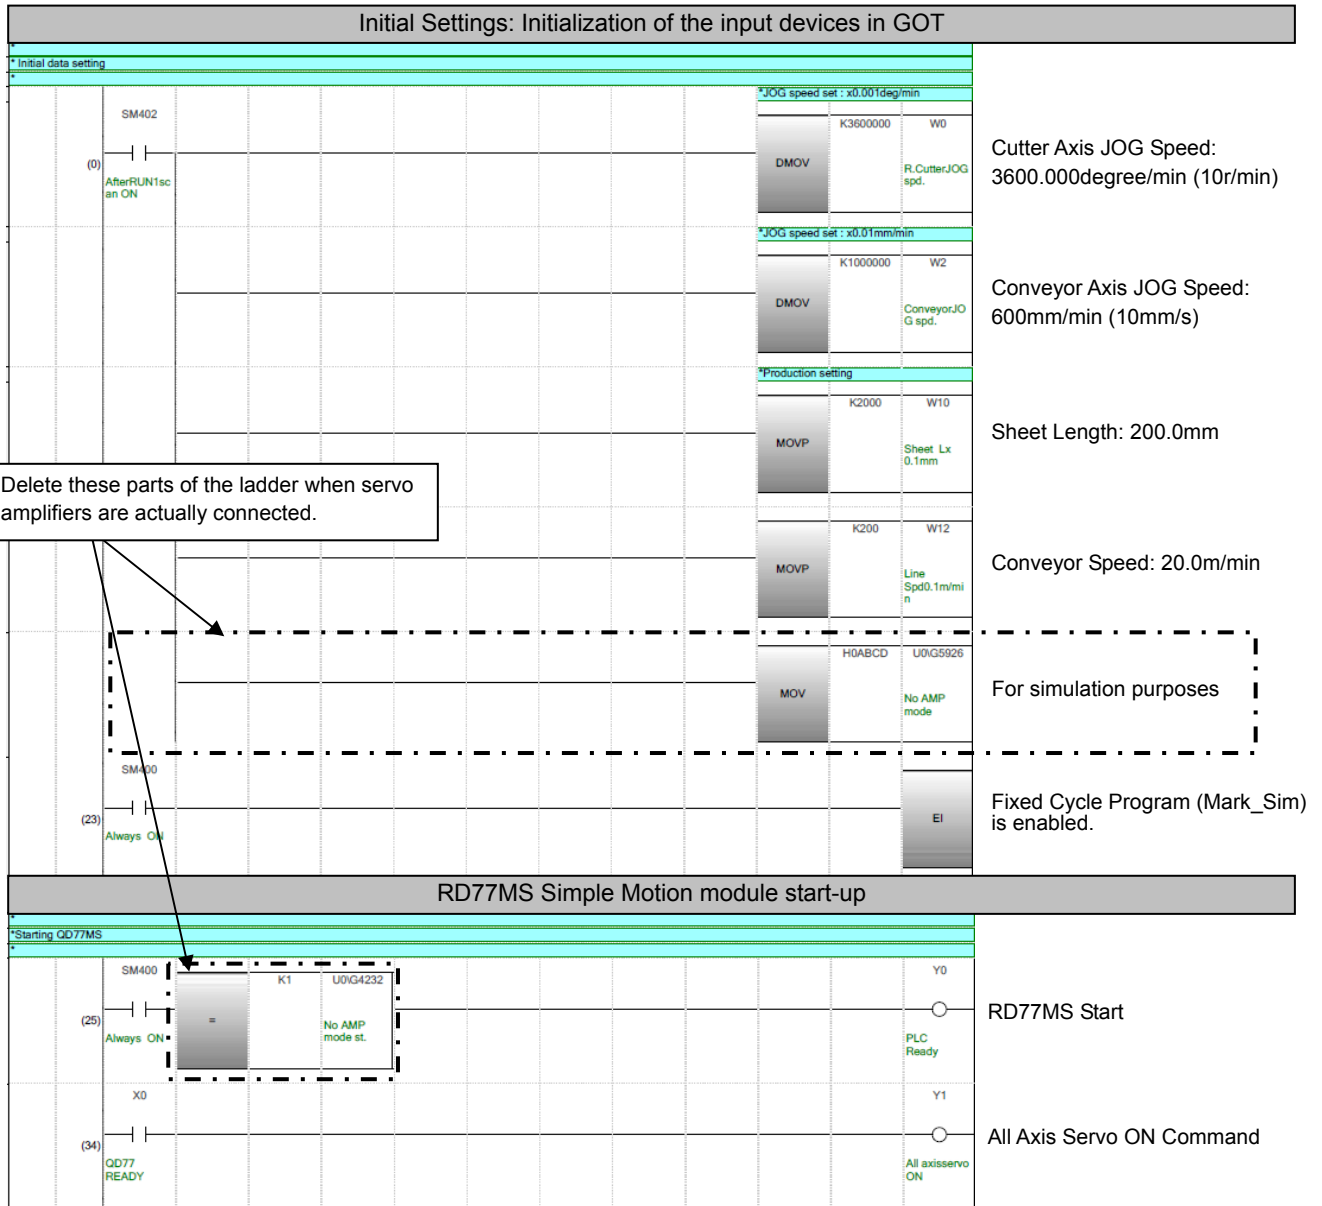 Initial Settings: Initialization of the input devices in GOT
*
* Initial data setting
*
*JOG speed set : x0.001deg/min
SM402
K3600000 W0
(0)
DMOV
AfterRUN1sc
an ON
R.CutterJOG
spd.
Cutter Axis JOG Speed:
3600.000degree/min (10r/min)
*JOG speed set : x0.01mm/min
K1000000 W2
DMOV
ConveyorJO
G spd.
Conveyor Axis JOG Speed:
600mm/min (10mm/s)
*Production setting
K2000 W10
MOVP
Sheet Lx
0.1mm
Sheet Length: 200.0mm
Delete these parts of the ladder when servo
amplifiers are actually connected.
K200 W12
MOVP
Line
Spd0.1m/mi
n
Conveyor Speed: 20.0m/min
H0ABCD U0\G5926
MOV
No AMP
mode
For simulation purposes
SM400
(23)
Always ON
EI
Fixed Cycle Program (Mark_Sim)
is enabled.
RD77MS Simple Motion module start-up
*
*Starting QD77MS
*
SM400
K1 U0\G4232
Y0
(25)
=
Always ON
No AMP
mode st.
PLC
Ready
RD77MS Start
X0
Y1
(34)
QD77
READY
All axisservo
ON
All Axis Servo ON Command